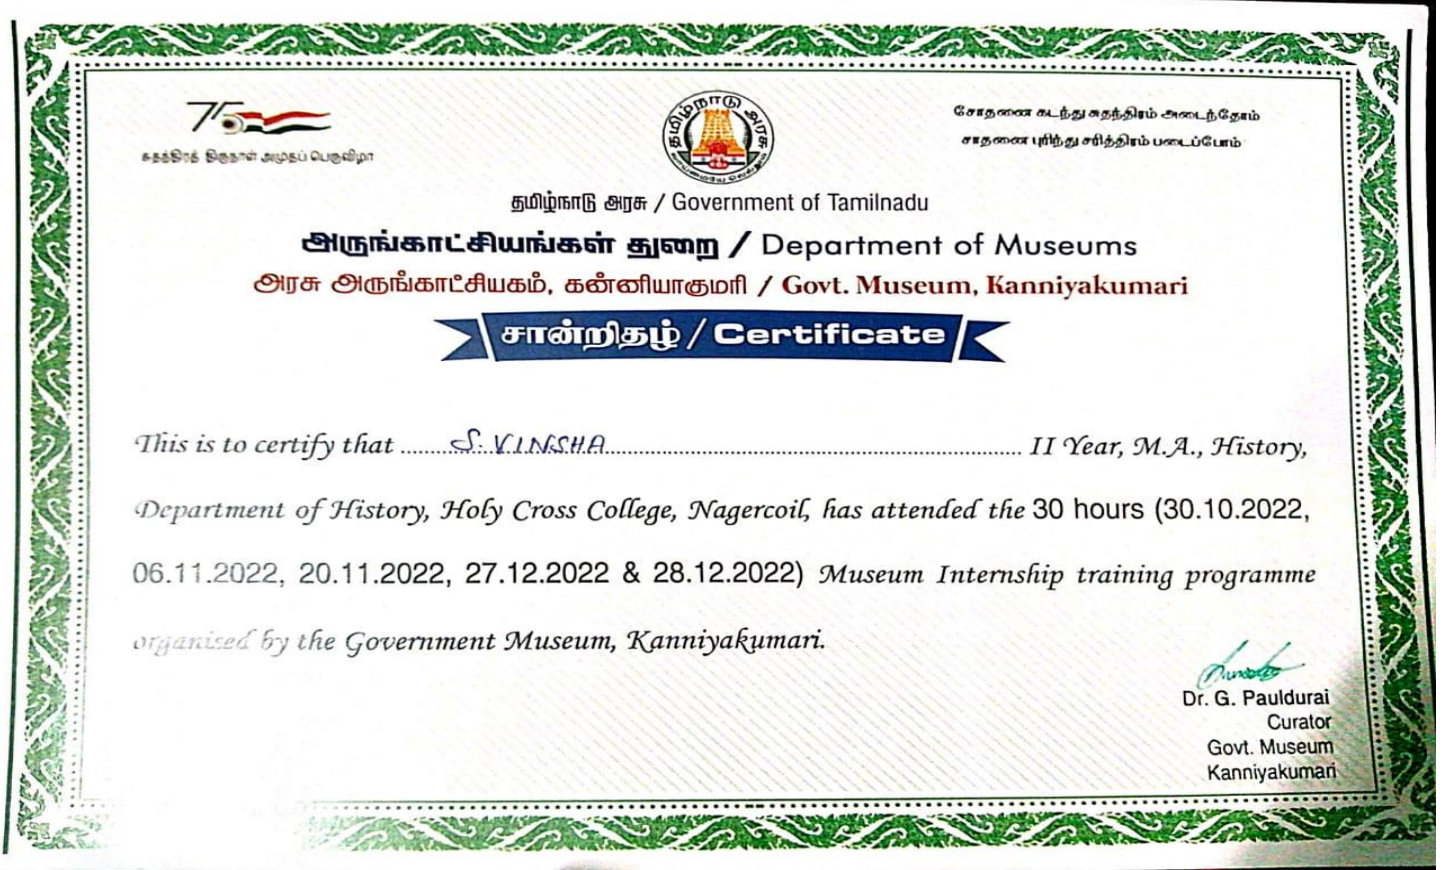 75
சுதந்திரத் திருநாள் அமுதப் பெருவிழா
தமிழ்நாடு அரசு
வாய்மையே வெல்லும்
சோதனை கடந்து சுதந்திரம் அடைந்தோம்
சாதனை புரிந்து சரித்திரம் படைப்போம்
தமிழ்நாடு அரசு / Government of Tamilnadu
அருங்காட்சியங்கள் துறை / Department of Museums
அரசு அருங்காட்சியகம், கன்னியாகுமரி / Govt. Museum, Kanniyakumari
சான்றிதழ் / Certificate
This is to certify that ........S. VINSHA........ II Year, M.A., History,
Department of History, Holy Cross College, Nagercoil, has attended the 30 hours (30.10.2022,
06.11.2022, 20.11.2022, 27.12.2022 & 28.12.2022) Museum Internship training programme
organised by the Government Museum, Kanniyakumari.
Dr. G. Pauldurai
Curator
Govt. Museum
Kanniyakumari